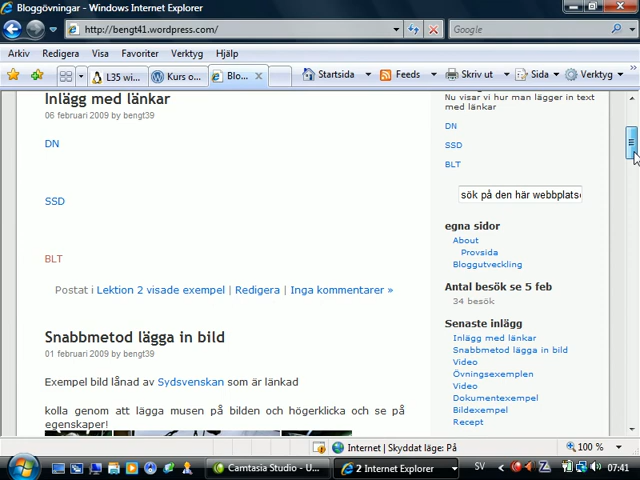 Bloggövningar - Windows Internet Explorer
http://bengt41.wordpress.com/
Google
Arkiv Redigera Visa Favoriter Verktyg Hjälp
L35 wi... Kurs o... Blo... Startsida Feeds Skriv ut Sida Verktyg
Inlägg med länkar
06 februari 2009 by bengt39
DN
SSD
BLT
Postat i Lektion 2 visade exempel | Redigera | Inga kommentarer »
Snabbmetod lägga in bild
01 februari 2009 by bengt39
Exempel bild lånad av Sydsvenskan som är länkad
kolla genom att lägga musen på bilden och högerklicka och se på
egenskaper!
Nu visar vi hur man lägger in text
med länkar
DN
SSD
BLT
sök på den här webbplats
egna sidor
About
Provsida
Bloggutveckling
Antal besök se 5 feb
34 besök
Senaste inlägg
Inlägg med länkar
Snabbmetod lägga in bild
Video
Övningsexemplen
Video
Dokumentexempel
Bildexempel
Recept
Internet | Skyddat läge: På
100 %
Camtasia Studio - U... 2 Internet Explorer SV 07:41